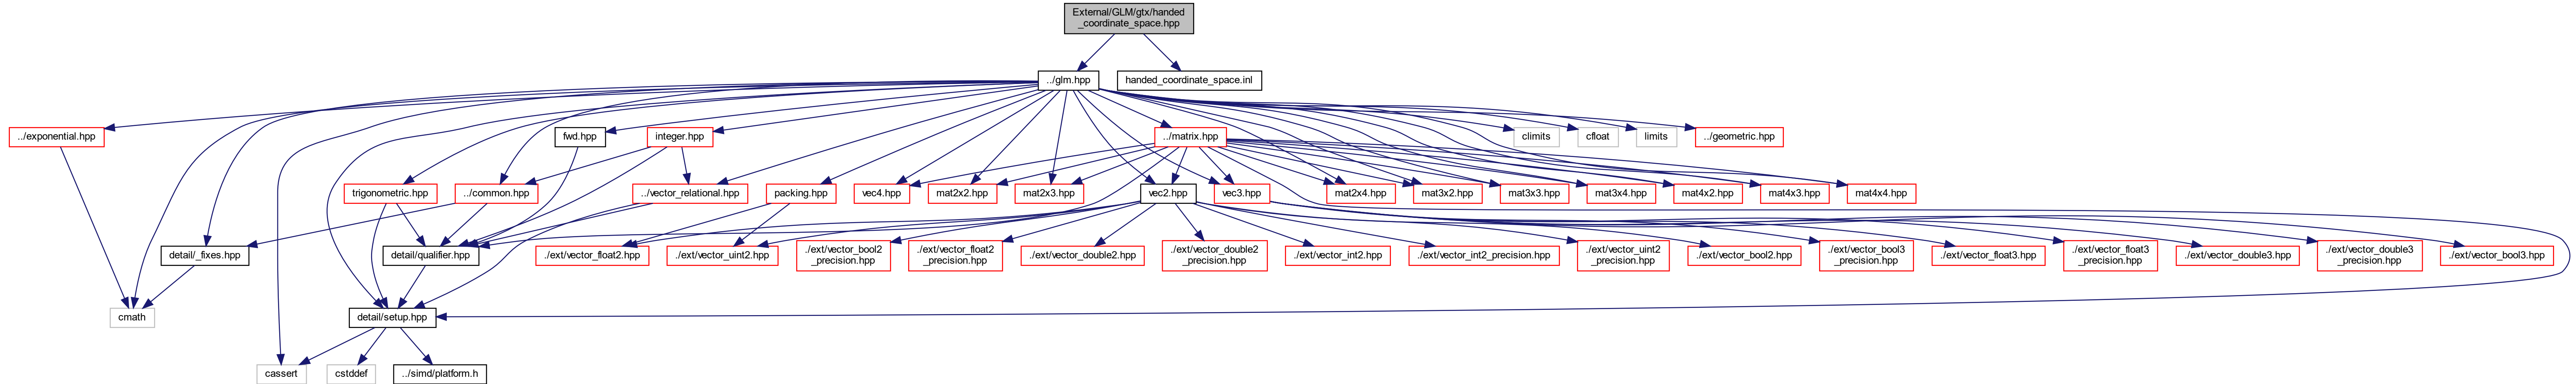 External/GLM/gtx/handed
_coordinate_space.hpp
../glm.hpp
handed_coordinate_space.inl
../exponential.hpp
fwd.hpp
integer.hpp
../matrix.hpp
climits
cfloat
limits
../geometric.hpp
trigonometric.hpp
../common.hpp
../vector_relational.hpp
packing.hpp
vec4.hpp
mat2x2.hpp
mat2x3.hpp
vec2.hpp
vec3.hpp
mat2x4.hpp
mat3x2.hpp
mat3x3.hpp
mat3x4.hpp
mat4x2.hpp
mat4x3.hpp
mat4x4.hpp
detail/_fixes.hpp
detail/qualifier.hpp
./ext/vector_float2.hpp
./ext/vector_uint2.hpp
./ext/vector_bool2
_precision.hpp
./ext/vector_float2
_precision.hpp
./ext/vector_double2.hpp
./ext/vector_double2
_precision.hpp
./ext/vector_int2.hpp
./ext/vector_int2_precision.hpp
./ext/vector_uint2
_precision.hpp
./ext/vector_bool2.hpp
./ext/vector_bool3
_precision.hpp
./ext/vector_float3.hpp
./ext/vector_float3
_precision.hpp
./ext/vector_double3.hpp
./ext/vector_double3
_precision.hpp
./ext/vector_bool3.hpp
cmath
detail/setup.hpp
cassert
cstddef
../simd/platform.h